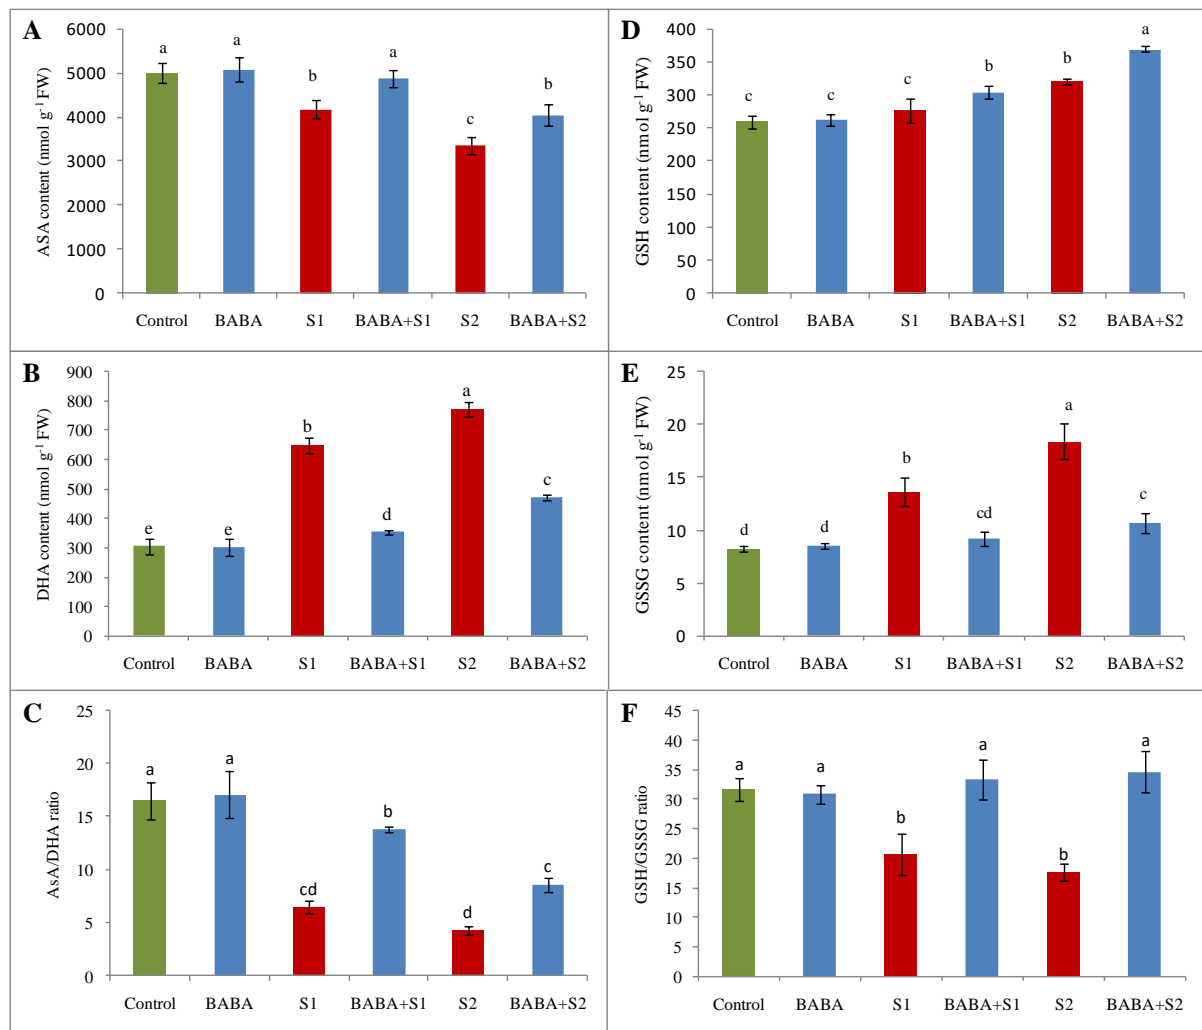 A
ASA content (nmol g⁻¹ FW)
6000
5000
4000
3000
2000
1000
0
a
a
b
a
c
b
Control BABA S1 BABA+S1 S2 BABA+S2
D
GSH content (nmol g⁻¹ FW)
400
350
300
250
200
150
100
50
0
c
c
c
b
b
a
Control BABA S1 BABA+S1 S2 BABA+S2
B
DHA content (nmol g⁻¹ FW)
900
800
700
600
500
400
300
200
100
0
e
e
b
d
a
c
Control BABA S1 BABA+S1 S2 BABA+S2
E
GSSG content (nmol g⁻¹ FW)
25
20
15
10
5
0
d
d
b
cd
a
c
Control BABA S1 BABA+S1 S2 BABA+S2
C
AsA/DHA ratio
25
20
15
10
5
0
a
a
cd
b
d
c
Control BABA S1 BABA+S1 S2 BABA+S2
F
GSH/GSSG ratio
45
40
35
30
25
20
15
10
5
0
a
a
b
a
b
a
Control BABA S1 BABA+S1 S2 BABA+S2